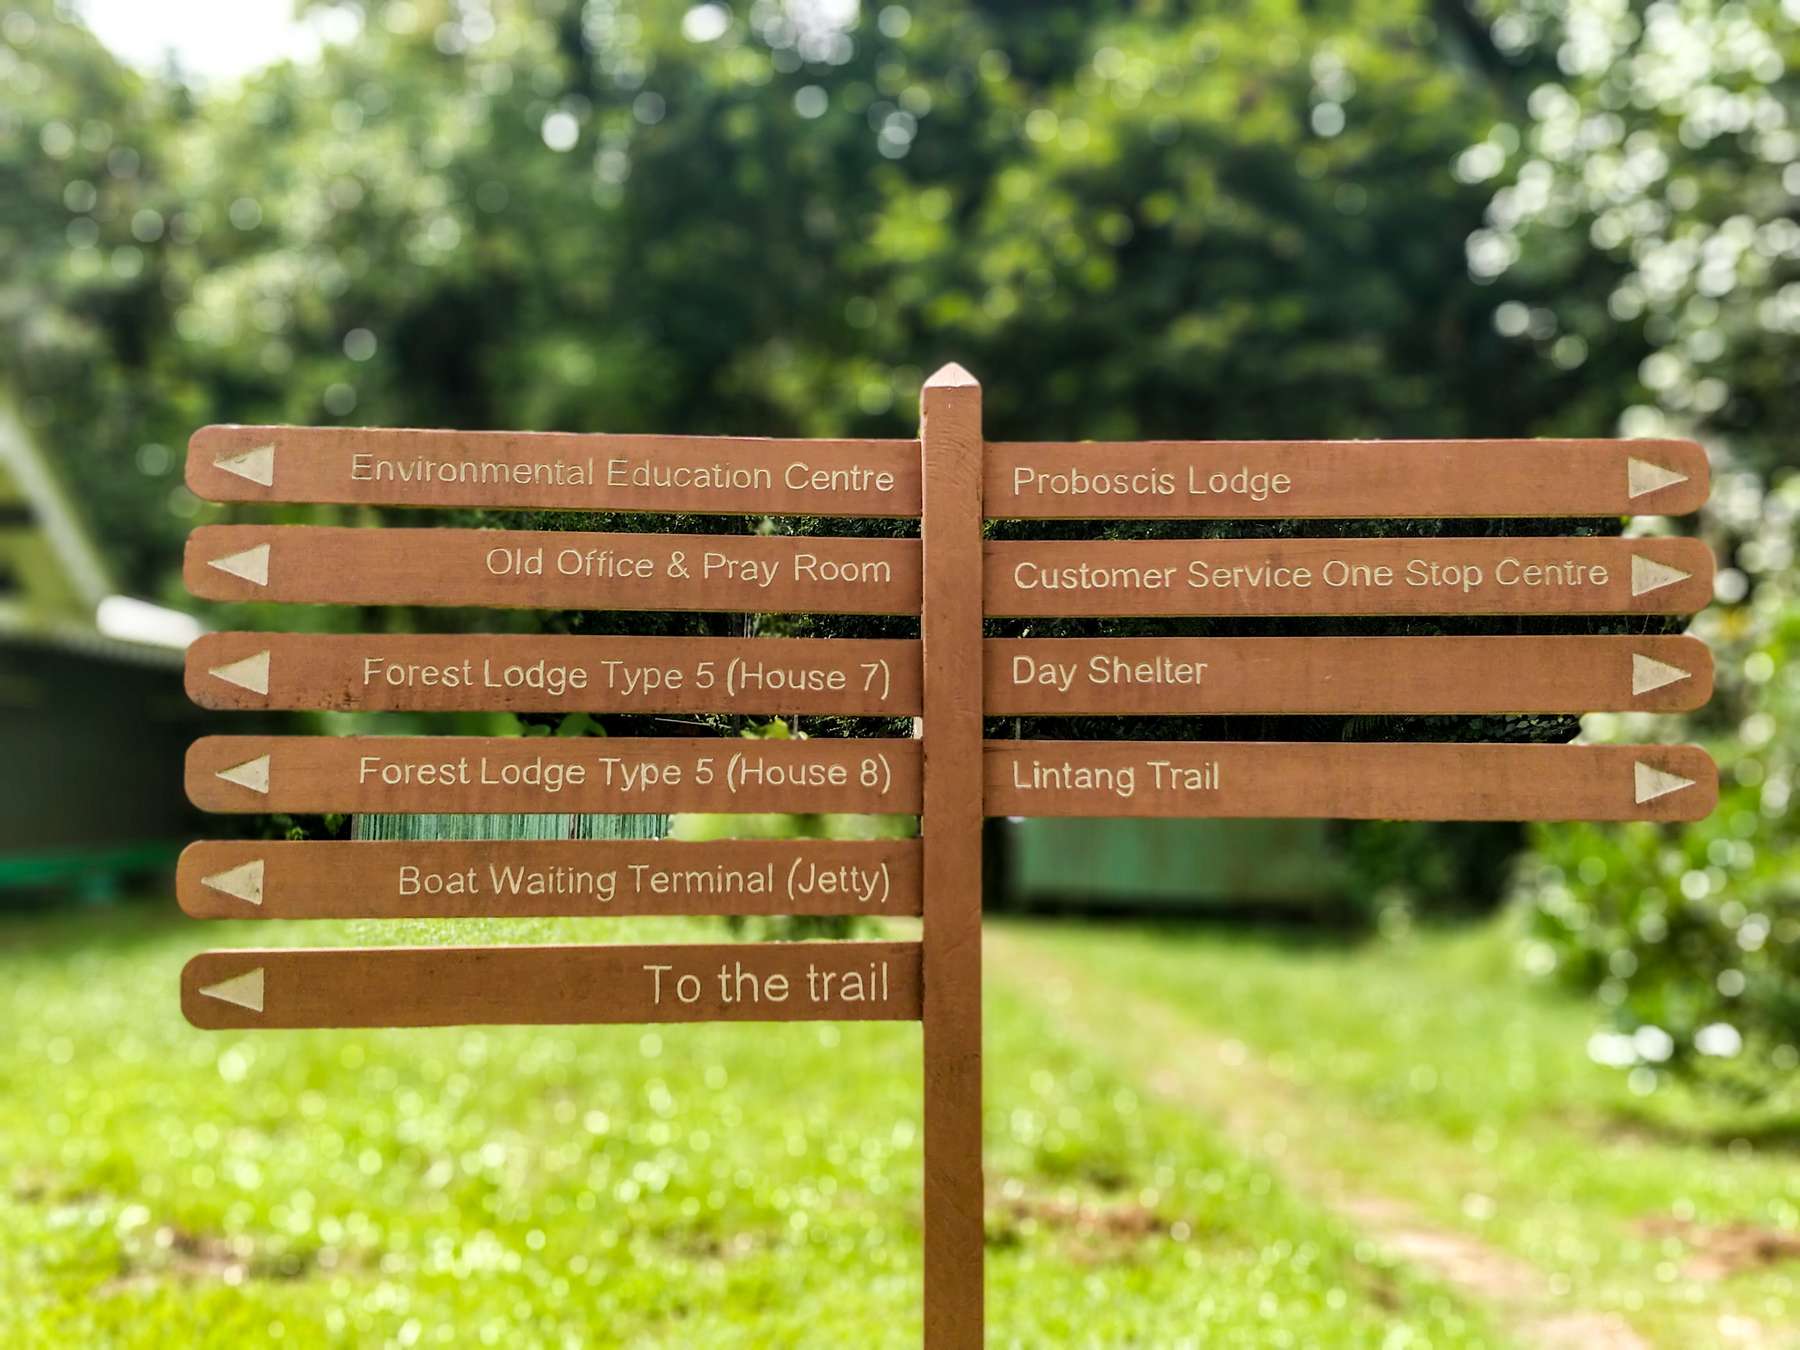 Environmental Education Centre
Old Office & Pray Room
Forest Lodge Type 5 (House 7)
Forest Lodge Type 5 (House 8)
Boat Waiting Terminal (Jetty)
To the trail
Proboscis Lodge
Customer Service One Stop Centre
Day Shelter
Lintang Trail